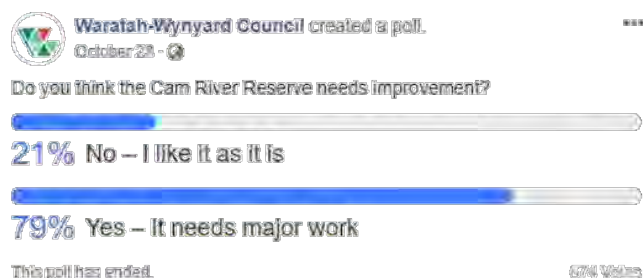 Waratah-Wynyard Council created a poll.
October 28 ·
Do you think the Cam River Reserve needs improvement?
21% No – I like it as it is
79% Yes – It needs major work
This poll has ended. Votes